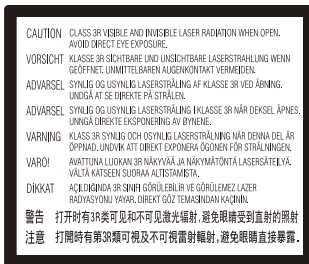 CAUTION CLASS 3R VISIBLE AND INVISIBLE LASER RADIATION WHEN OPEN.
AVOID DIRECT EYE EXPOSURE.
VORSICHT KLASSE 3R SICHTBARE UND UNSICHTBARE LASERSTRAHLUNG WENN
GEÖFFNET. UNMITTELBAREN AUGENKONTAKT VERMEIDEN.
ADVARSEL SYNLIG OG USYNLIG LASERSTRÅLING AF KLASSE 3R VED ÅBNING.
UNDGÅ AT SE DIREKTE PÅ STRÅLEN.
ADVARSEL SYNLIG OG USYNLIG LASERSTRÅLING I KLASSE 3R NÅR DEKSEL ÅPNES.
UNNGÅ DIREKTE EKSPONERING AV ØYNENE.
VARNING KLASS 3R SYNLIG OCH OSYNLIG LASERSTRÅLNING NÄR DENNA DEL ÄR
ÖPPNAD. UNDVIK ATT DIREKT EXPONERA ÖGONEN FÖR STRÅLNINGEN.
VARO! AVATTUNA LUOKAN 3R NÄKYVÄÄ JA NÄKYMÄTÖNTÄ LASERSÄTEILYÄ.
VÄLTÄ KATSEEN SUORAA ALTISTAMISTA.
DİKKAT AÇILDIĞINDA 3R SINIFI GÖRÜLEBİLİR VE GÖRÜLEMEZ LAZER
RADYASYONU YAYAR. DİREKT GÖZ TEMASINDAN KAÇININ.
警告 打开时有3R类可见和不可见激光辐射,避免眼睛受到直射的照射
注意 打開時有第3R類可視及不可視雷射輻射,避免眼睛直接暴露.